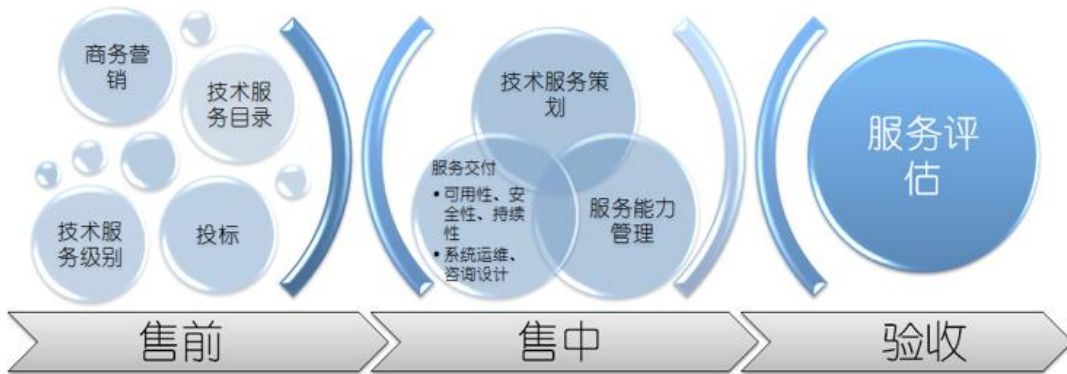 商务营
销
技术服
务目录
技术服
务级别
投标
技术服务策
划
服务交付
•可用性、安
全性、持续
性
•系统运维、
咨询设计
服务能力
管理
服务评
估
售前
售中
验收